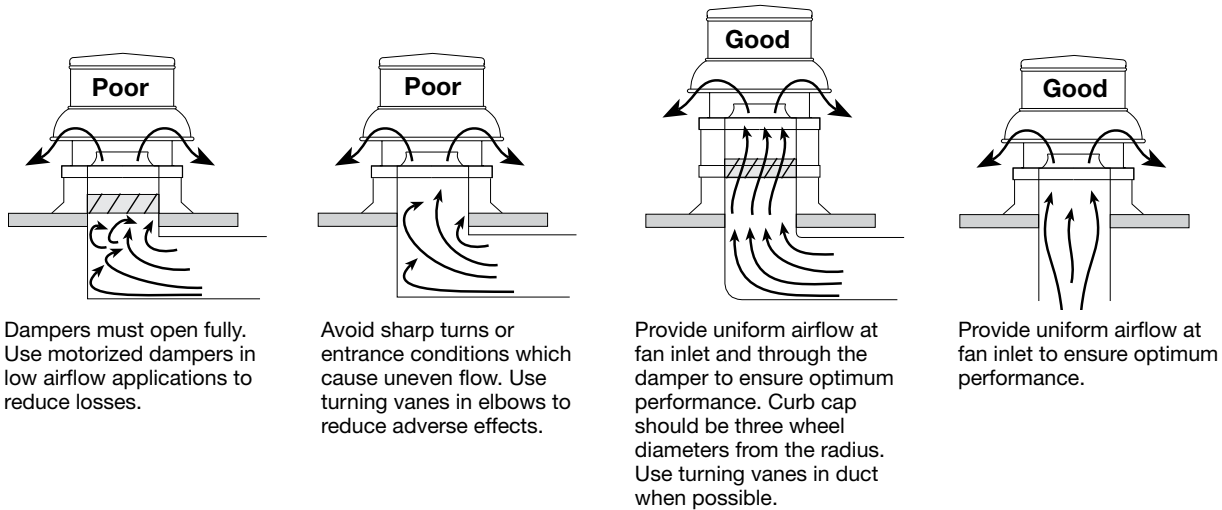 Poor
Dampers must open fully.
Use motorized dampers in
low airflow applications to
reduce losses.
Poor
Avoid sharp turns or
entrance conditions which
cause uneven flow. Use
turning vanes in elbows to
reduce adverse effects.
Good
Provide uniform airflow at
fan inlet and through the
damper to ensure optimum
performance. Curb cap
should be three wheel
diameters from the radius.
Use turning vanes in duct
when possible.
Good
Provide uniform airflow at
fan inlet to ensure optimum
performance.